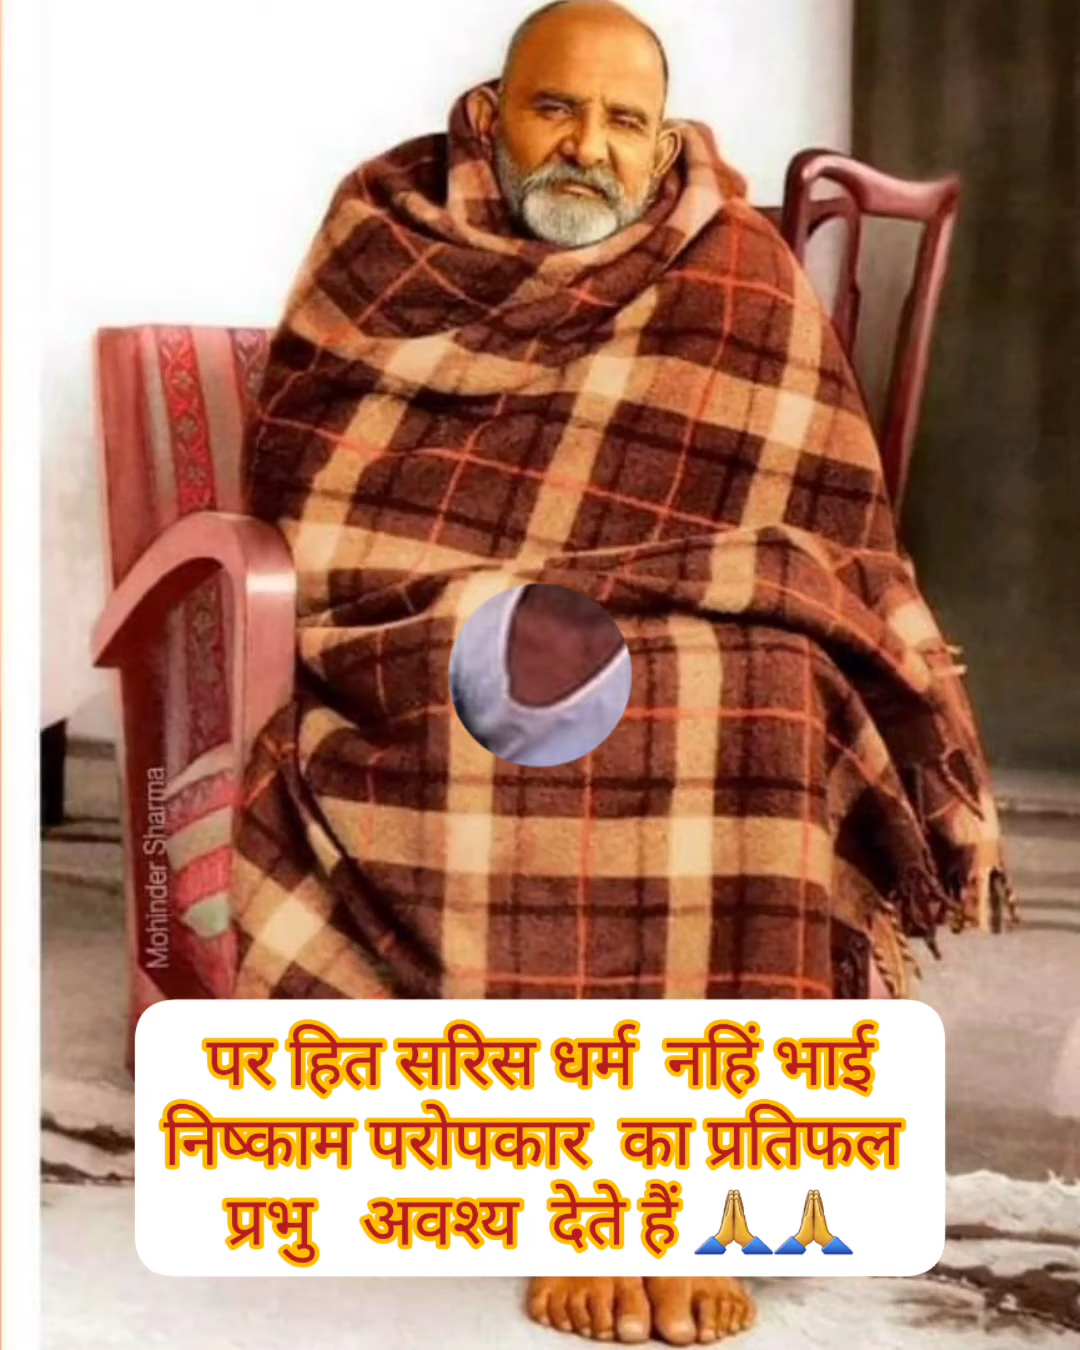 Mohinder Sharma
पर हित सरिस धर्म नहिं भाई
निष्काम परोपकार का प्रतिफल
प्रभु अवश्य देते हैं 🙏🙏